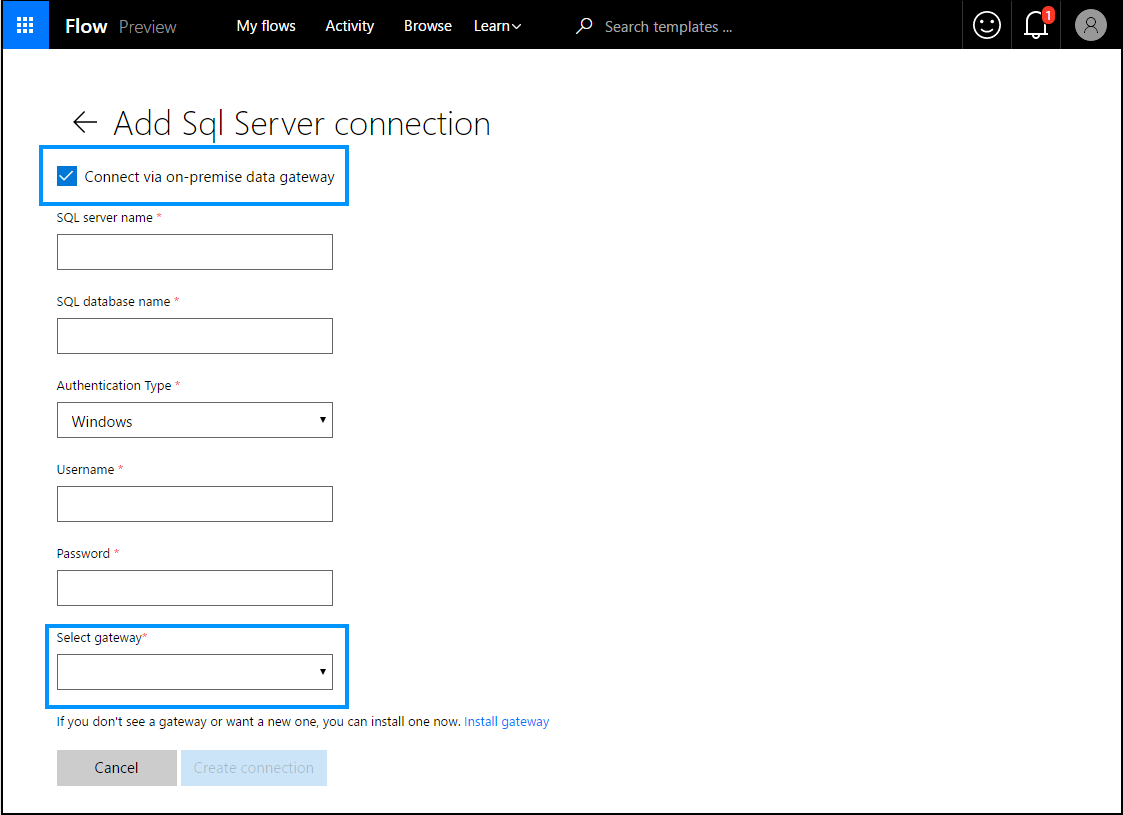 Flow Preview My flows Activity Browse Learn Search templates ... 1
Add Sql Server connection
Connect via on-premise data gateway
SQL server name *
SQL database name *
Authentication Type *
Windows
Username *
Password *
Select gateway*
If you don't see a gateway or want a new one, you can install one now. Install gateway
Cancel Create connection